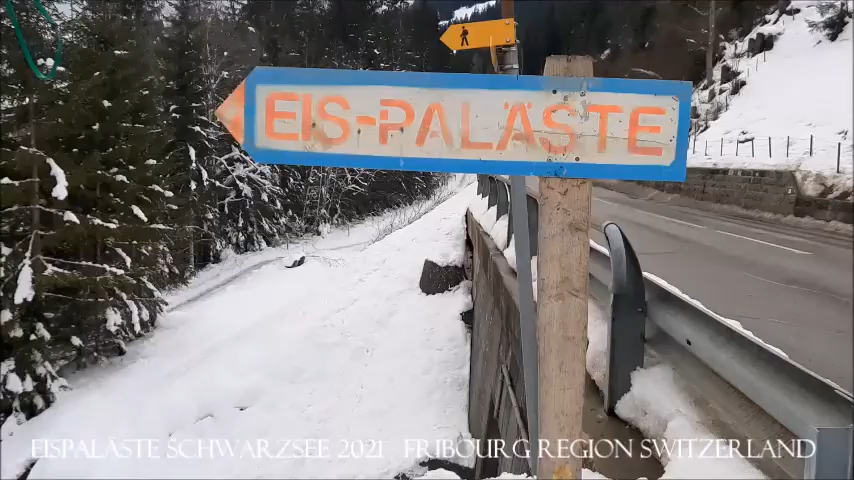 EIS-PALÄSTE
EISPALÄSTE SCHWARZSEE 2021 FRIBOURG REGION SWITZERLAND